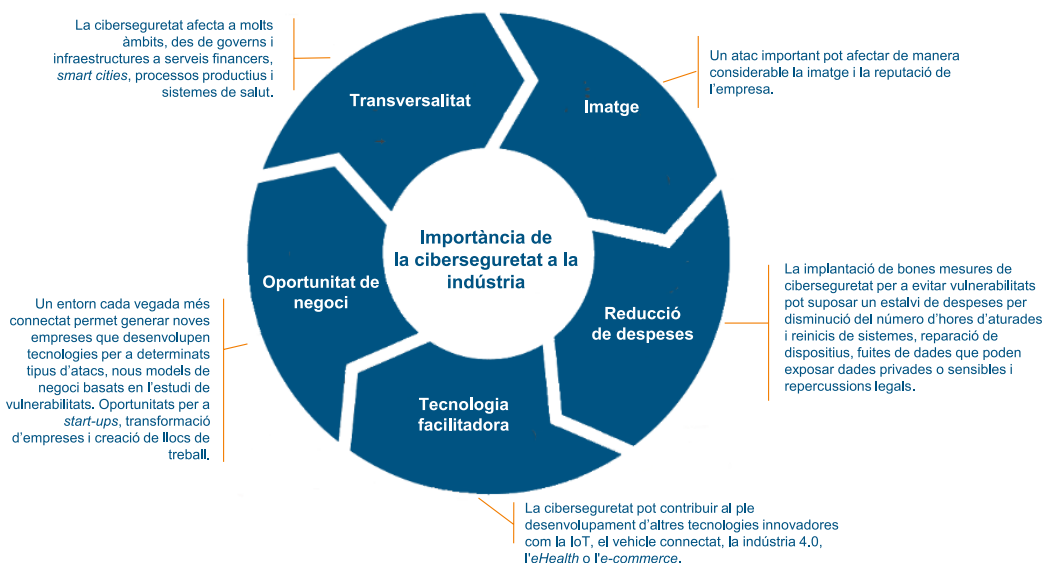 La ciberseguretat afecta a molts
àmbits, des de governs i
infraestructures a serveis financers,
smart cities, processos productius i
sistemes de salut.
Transversalitat
Imatge
Un atac important pot afectar de manera
considerable la imatge i la reputació de
l'empresa.
Importància de
la ciberseguretat a la
indústria
Oportunitat de
negoci
Un entorn cada vegada més
connectat permet generar noves
empreses que desenvolupen
tecnologies per a determinats
tipus d'atacs, nous models de
negoci basats en l'estudi de
vulnerabilitats. Oportunitats per a
start-ups, transformació
d'empreses i creació de llocs de
treball.
Reducció
de despeses
La implantació de bones mesures de
ciberseguretat per a evitar vulnerabilitats
pot suposar un estalvi de despeses per
disminució del número d'hores d'aturades
i reinicis de sistemes, reparació de
dispositius, fuites de dades que poden
exposar dades privades o sensibles i
repercussions legals.
Tecnologia
facilitadora
La ciberseguretat pot contribuir al ple
desenvolupament d'altres tecnologies innovadores
com la IoT, el vehicle connectat, la indústria 4.0,
l'eHealth o l'e-commerce.